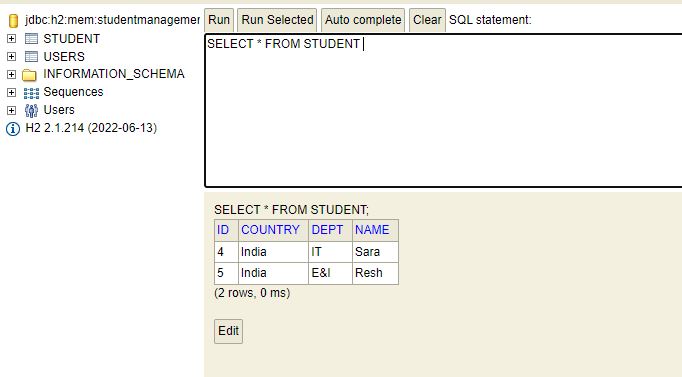 jdbc:h2:mem:studentmanagemer
STUDENT
USERS
INFORMATION_SCHEMA
Sequences
Users
H2 2.1.214 (2022-06-13)
Run Run Selected Auto complete Clear SQL statement:
SELECT * FROM STUDENT
SELECT * FROM STUDENT;
ID COUNTRY DEPT NAME
4 India IT Sara
5 India E&I Resh
(2 rows, 0 ms)
Edit